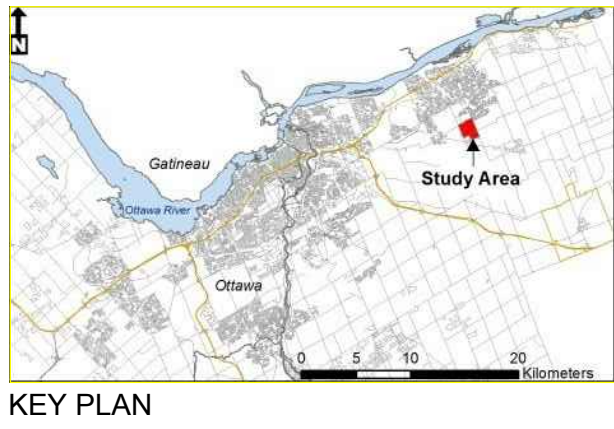 N
Gatineau
Study Area
Ottawa River
Ottawa
0 5 10 20
Kilometers
KEY PLAN